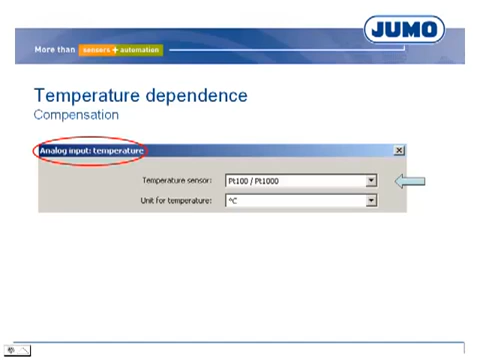 JUMO
More than sensors + automation
Temperature dependence
Compensation
Analog input: temperature
Temperature sensor: Pt100 / Pt1000
Unit for temperature: °C